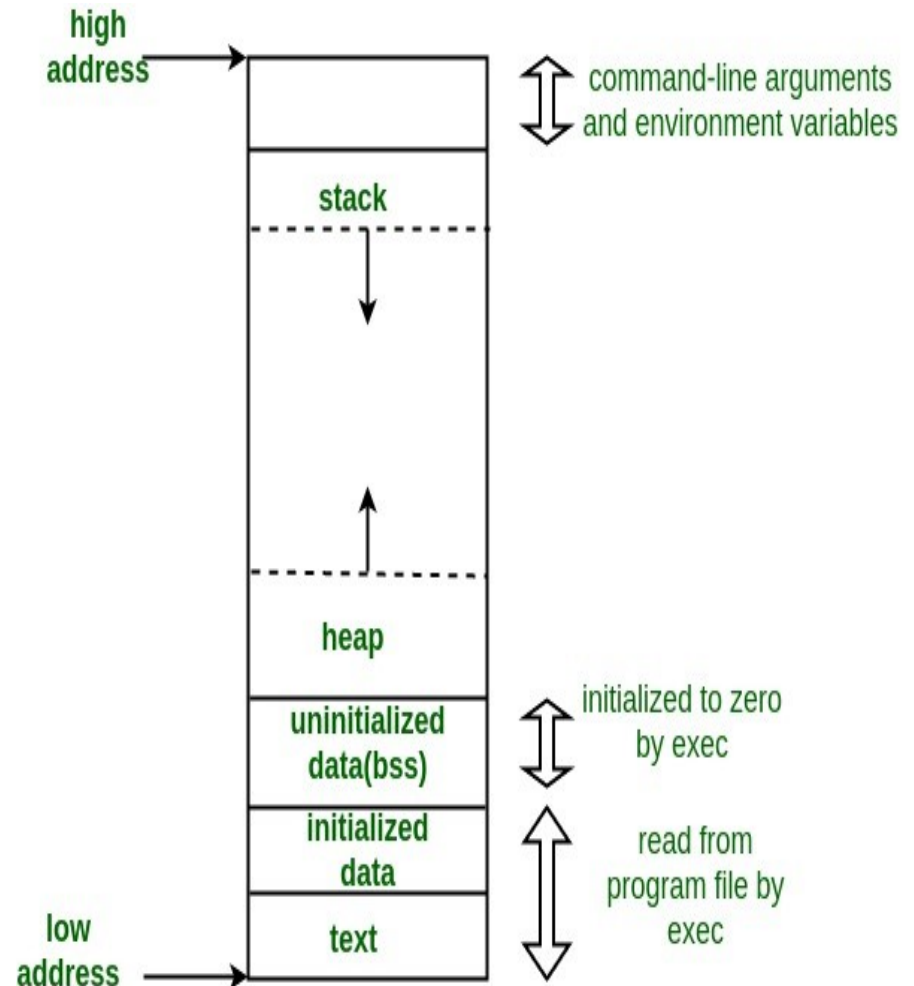 high
address
command-line arguments
and environment variables
stack
heap
uninitialized
data(bss)
initialized to zero
by exec
initialized
data
read from
program file by
exec
text
low
address